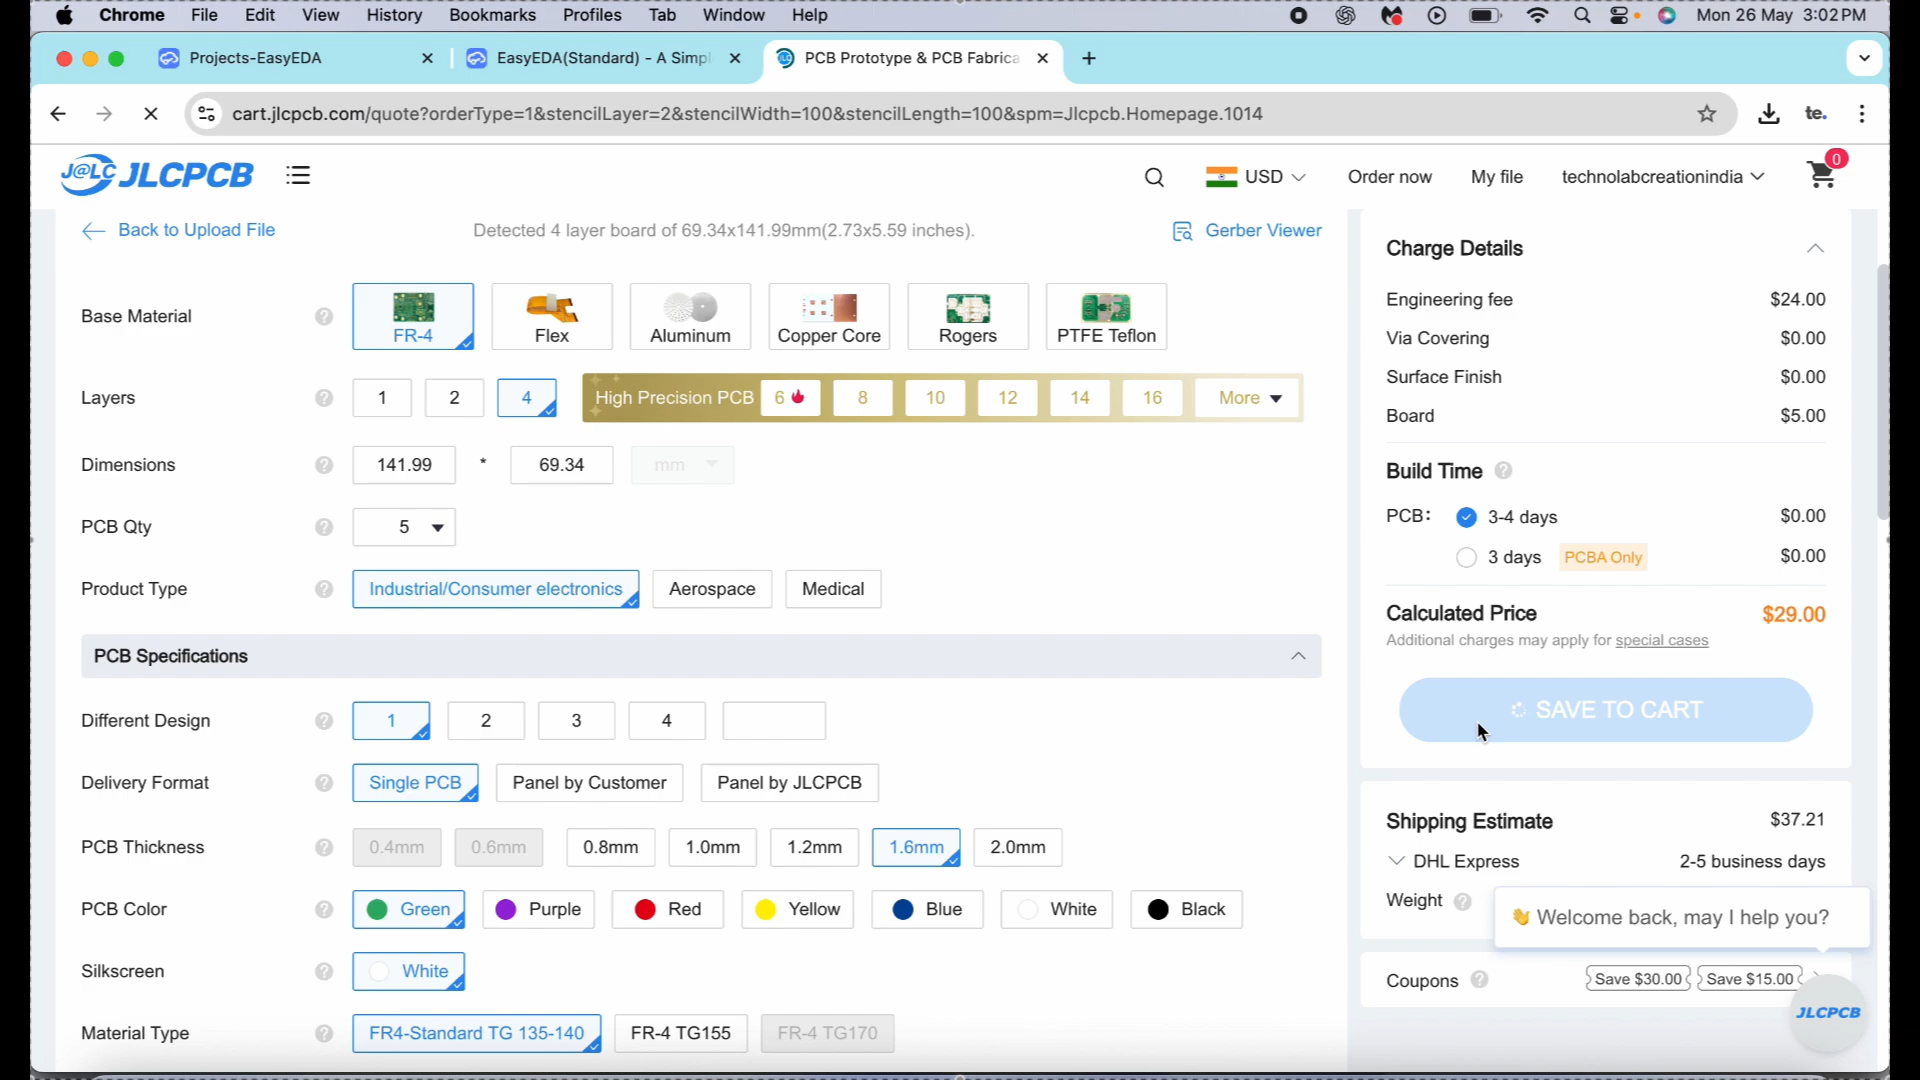 Chrome File Edit View History Bookmarks Profiles Tab Window Help Mon 26 May 3:02 PM
Projects-EasyEDA EasyEDA(Standard) - A Simpl PCB Prototype & PCB Fabrica
cart.jlcpcb.com/quote?orderType=1&stencilLayer=2&stencilWidth=100&stencilLength=100&spm=Jlcpcb.Homepage.1014 te.
J@LC JLCPCB USD Order now My file technolabcreationindia 0
Back to Upload File Detected 4 layer board of 69.34x141.99mm(2.73x5.59 inches). Gerber Viewer
Base Material FR-4 Flex Aluminum Copper Core Rogers PTFE Teflon
Layers 1 2 4 High Precision PCB 6 8 10 12 14 16 More
Dimensions 141.99 * 69.34 mm
PCB Qty 5
Product Type Industrial/Consumer electronics Aerospace Medical
PCB Specifications
Different Design 1 2 3 4
Delivery Format Single PCB Panel by Customer Panel by JLCPCB
PCB Thickness 0.4mm 0.6mm 0.8mm 1.0mm 1.2mm 1.6mm 2.0mm
PCB Color Green Purple Red Yellow Blue White Black
Silkscreen White
Material Type FR4-Standard TG 135-140 FR-4 TG155 FR-4 TG170
Charge Details
Engineering fee $24.00
Via Covering $0.00
Surface Finish $0.00
Board $5.00
Build Time
PCB: 3-4 days $0.00
3 days PCBA Only $0.00
Calculated Price $29.00
Additional charges may apply for special cases
SAVE TO CART
Shipping Estimate $37.21
DHL Express 2-5 business days
Weight
👋 Welcome back, may I help you?
Coupons Save $30.00 Save $15.00
JLCPCB